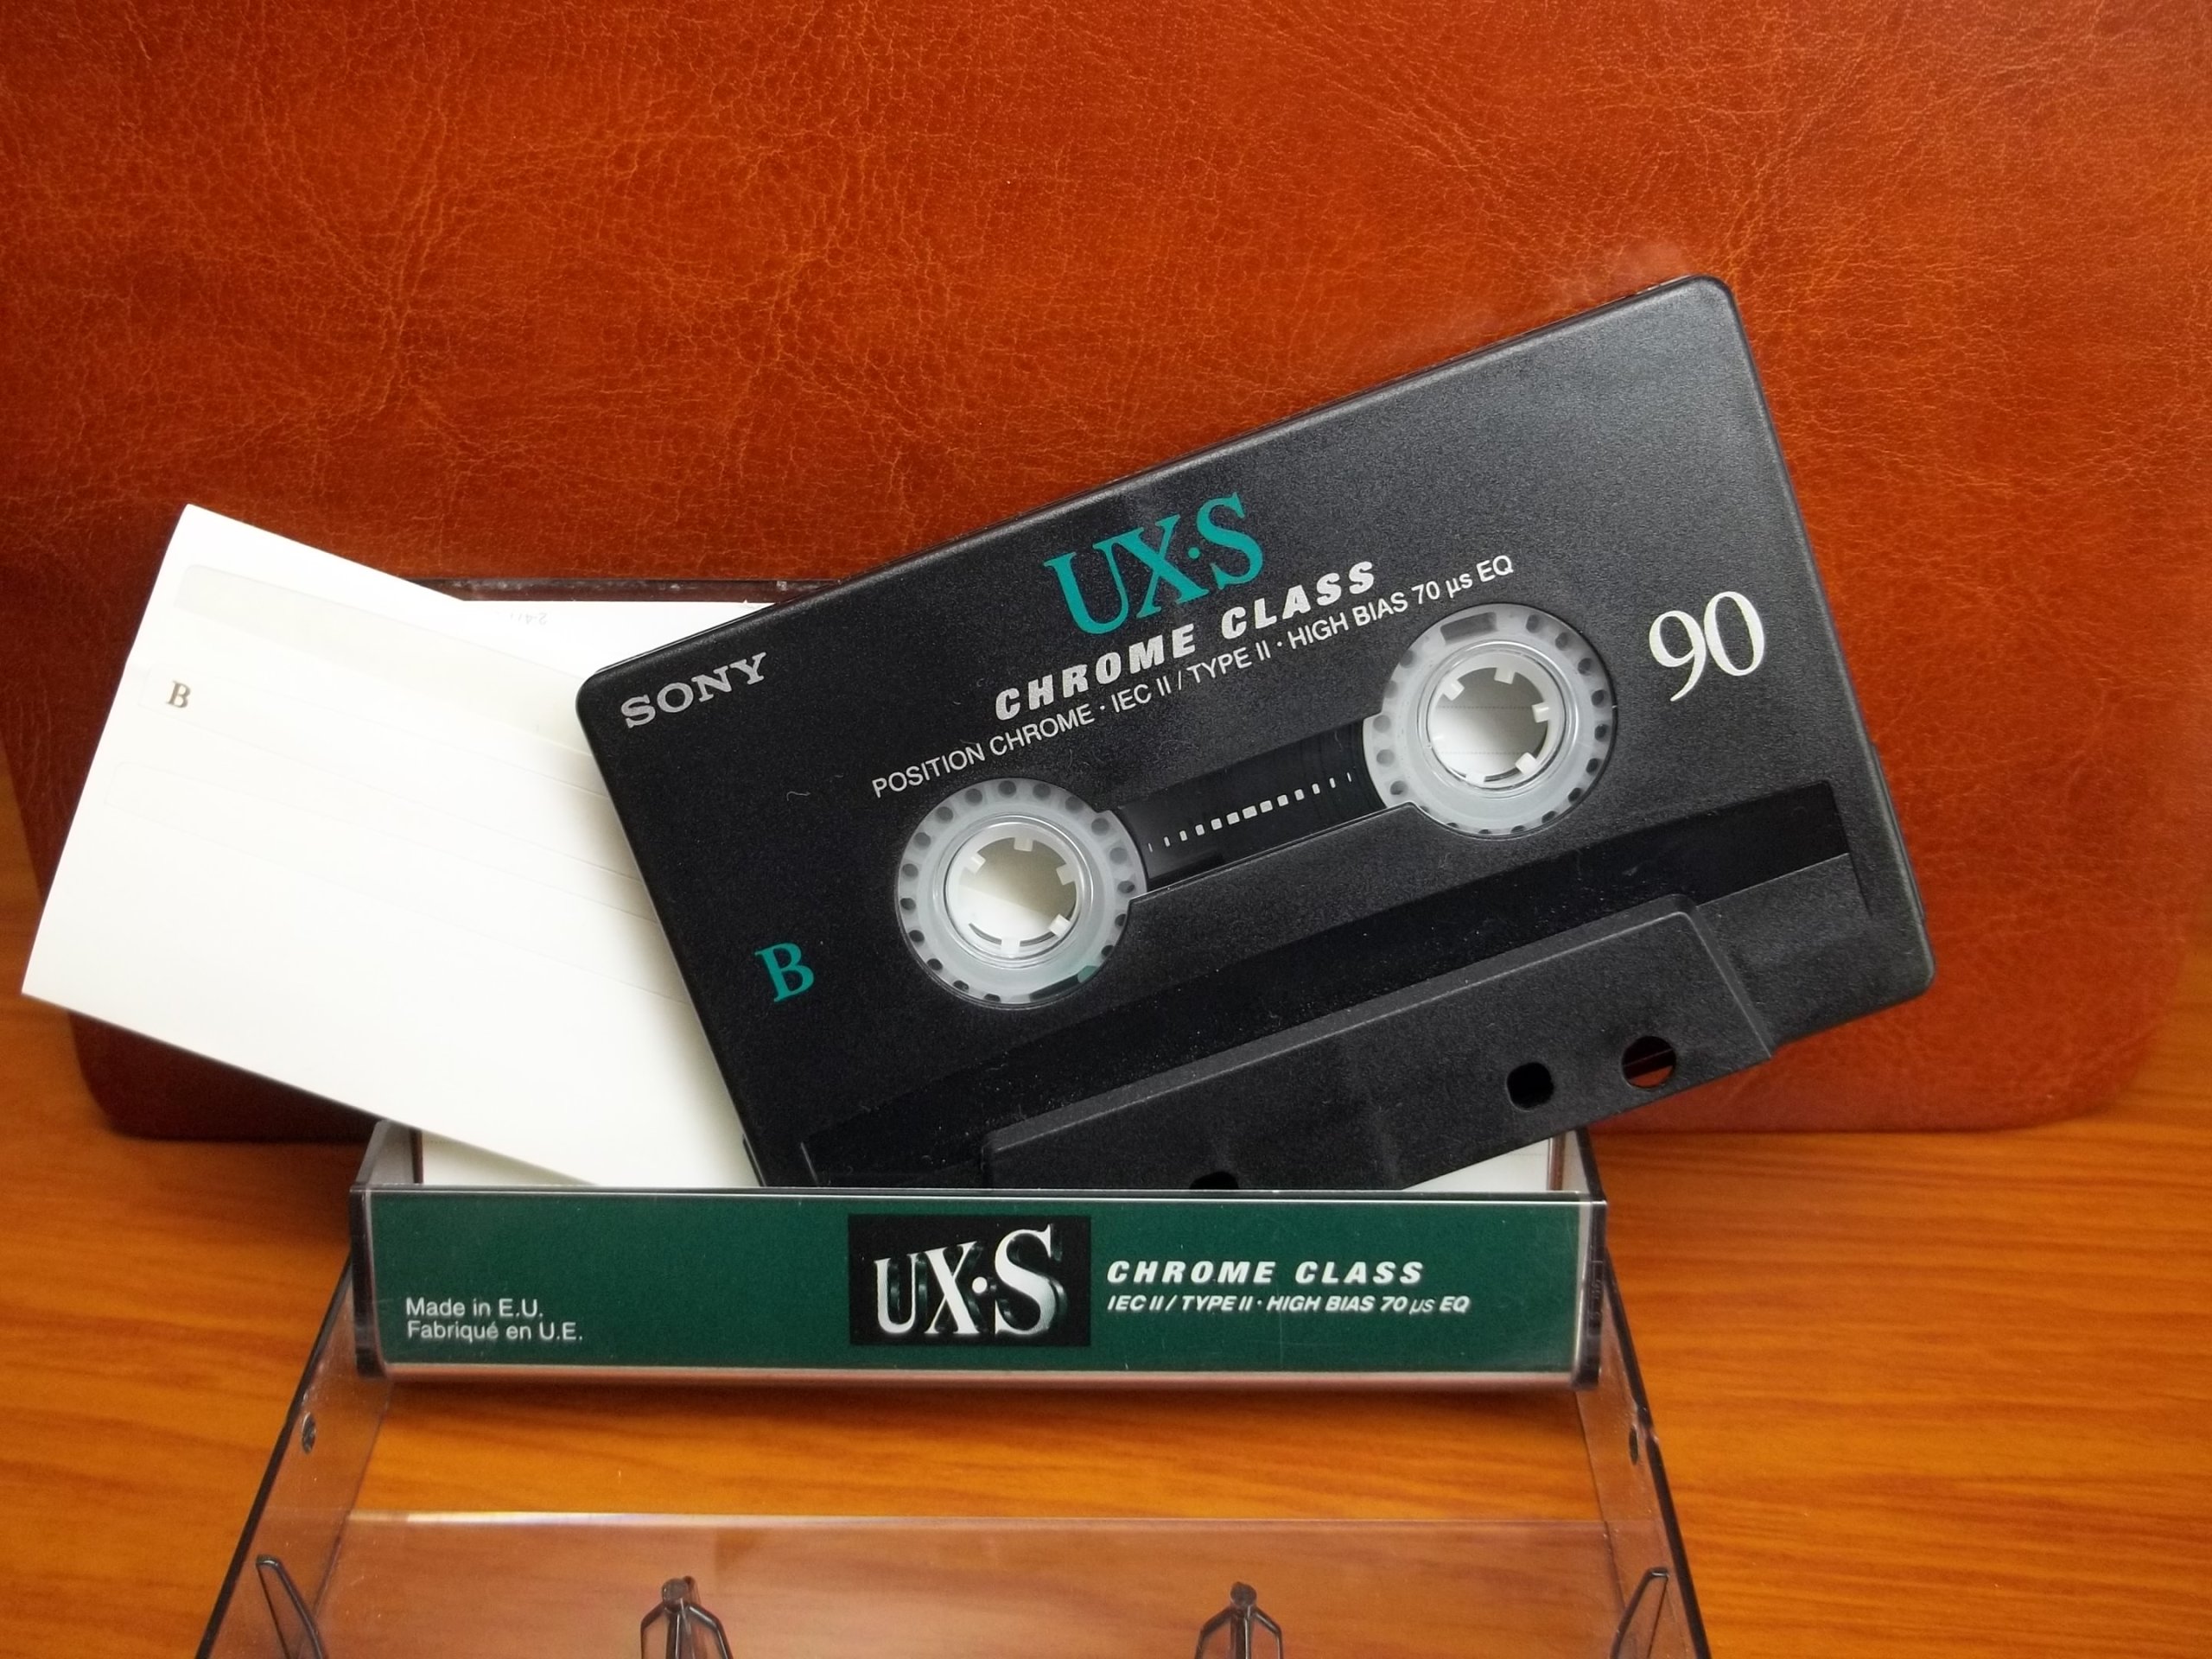 SONY
UX·S
CHROME CLASS
POSITION CHROME · IEC II / TYPE II · HIGH BIAS 70 µs EQ
90
B
B
UX·S
CHROME CLASS
IEC II / TYPE II · HIGH BIAS 70 µs EQ
Made in E.U.
Fabriqué en U.E.